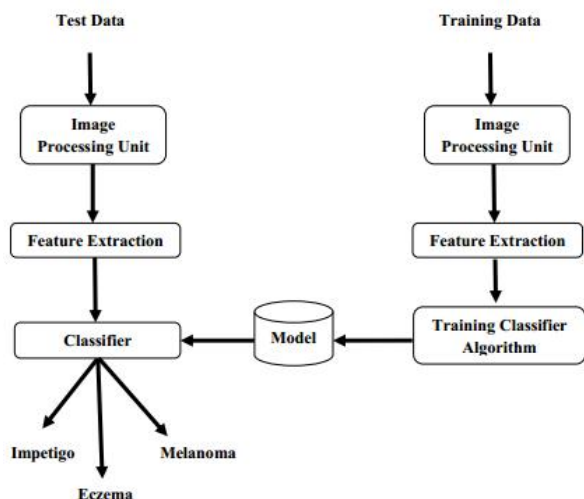 Test Data
Training Data
Image
Processing Unit
Image
Processing Unit
Feature Extraction
Feature Extraction
Classifier
Model
Training Classifier
Algorithm
Impetigo
Melanoma
Eczema